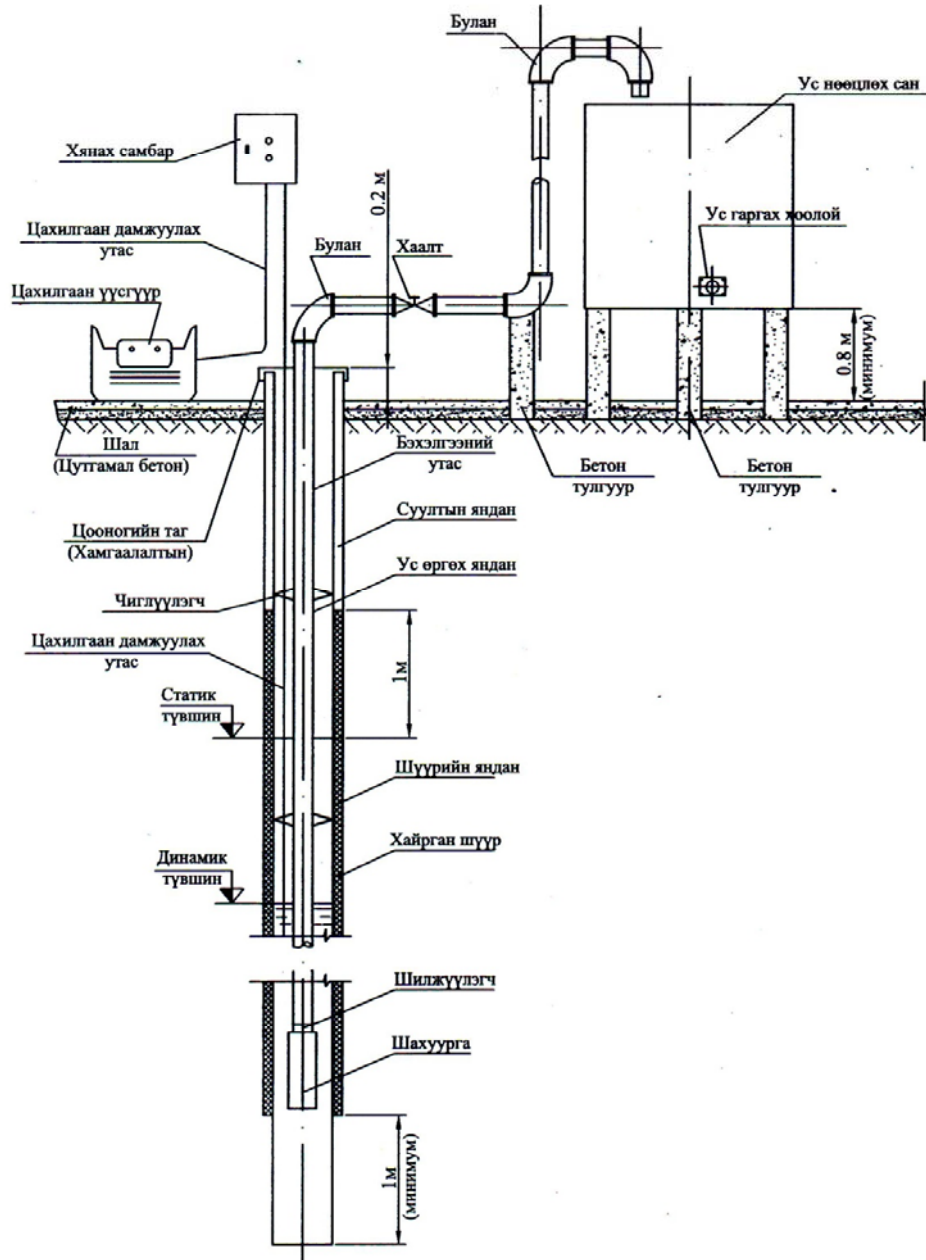 Булан
Ус нөөцлөх сан
Хянах самбар
0.2 м
Ус гаргах хоолой
Цахилгаан дамжуулах
утас
Булан
Хаалт
Цахилгаан үүсгүүр
0.8 м
(минимум)
Шал
(Цутгамал бетон)
Бэхэлгээний
утас
Бетон
тулгуур
Бетон
тулгуур
Цооногийн таг
(Хамгаалалтын)
Суултын яндан
Ус өргөх яндан
Чиглүүлэгч
Цахилгаан дамжуулах
утас
1м
Статик
түвшин
Шүүрийн яндан
Хайрган шүүр
Динамик
түвшин
Шилжүүлэгч
Шахуурга
1м
(минимум)